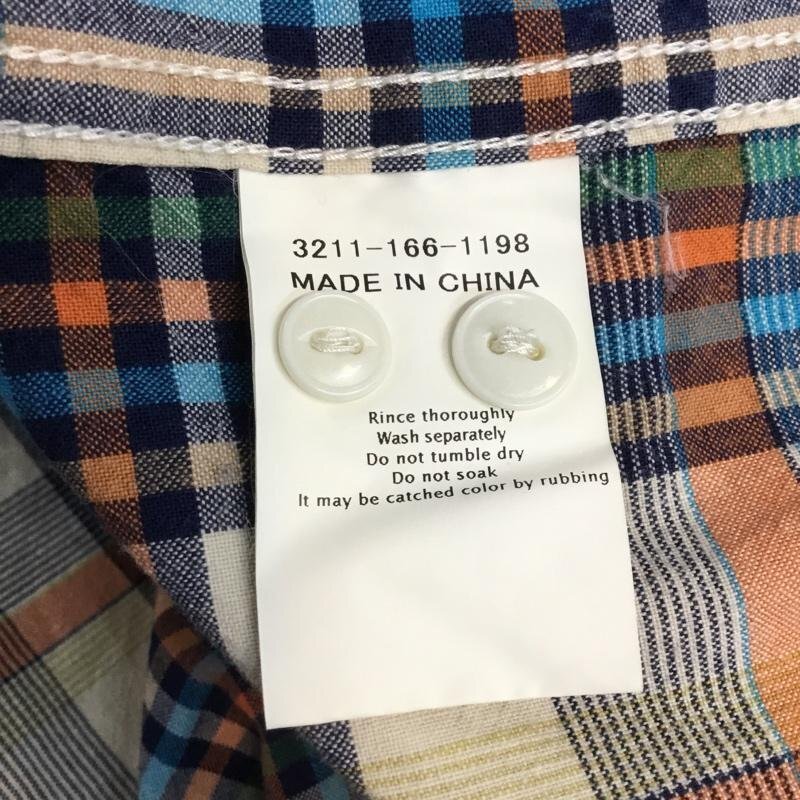 3211-166-1198
MADE IN CHINA
Rince thoroughly
Wash separately
Do not tumble dry
Do not soak
It may be catched color by rubbing